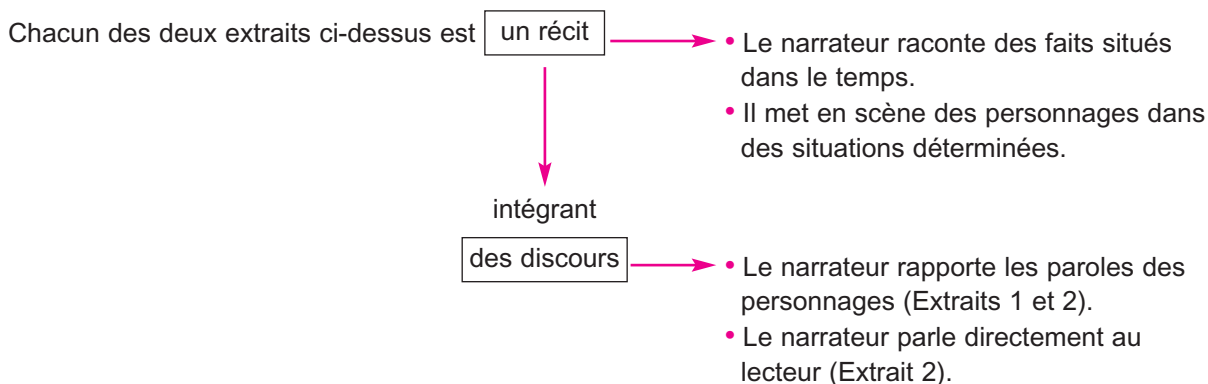 Chacun des deux extraits ci-dessus est un récit
• Le narrateur raconte des faits situés
dans le temps.
• Il met en scène des personnages dans
des situations déterminées.
intégrant
des discours
• Le narrateur rapporte les paroles des
personnages (Extraits 1 et 2).
• Le narrateur parle directement au
lecteur (Extrait 2).